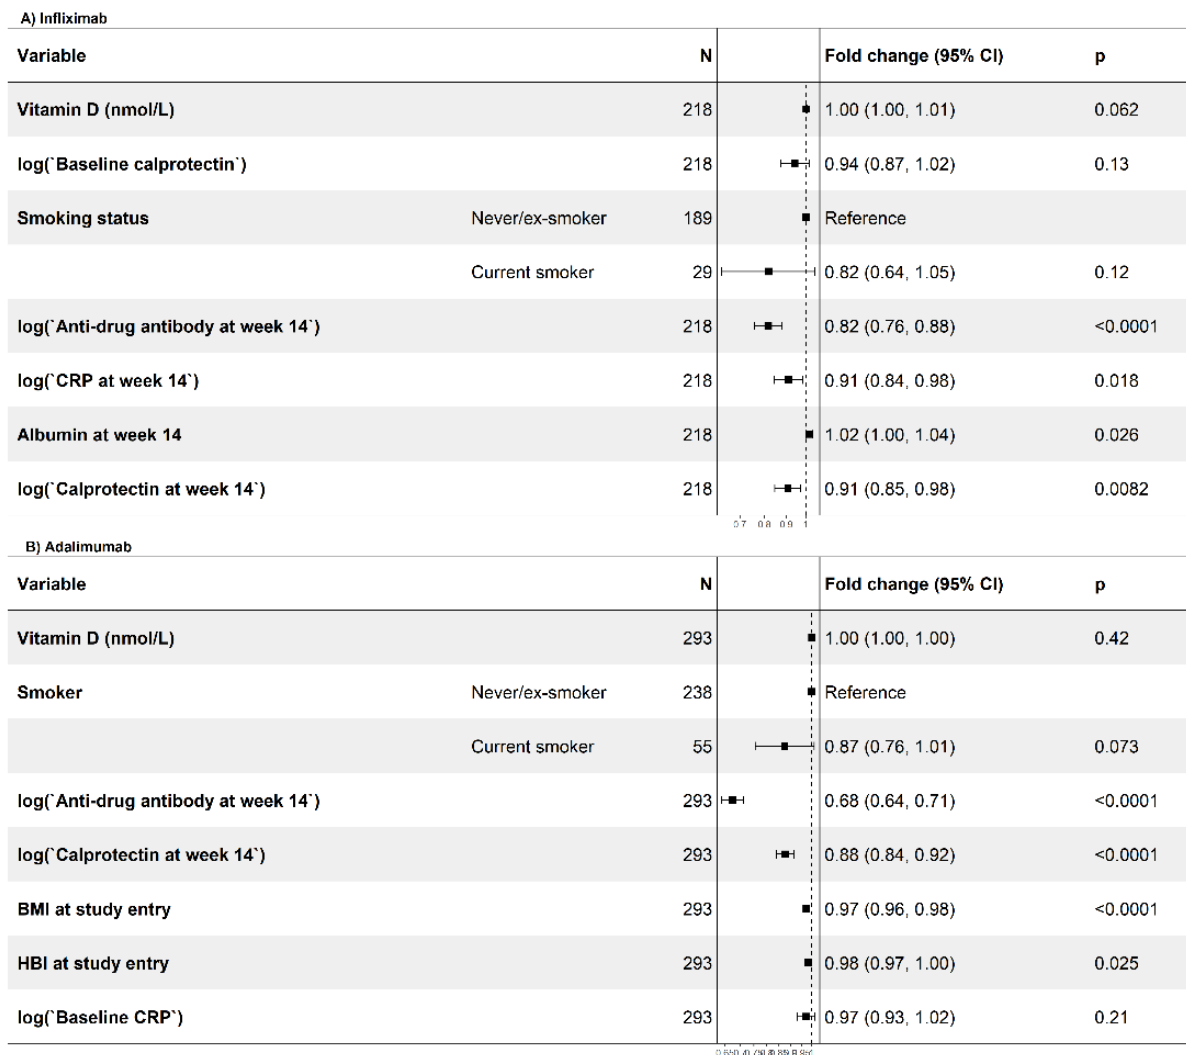 A) Infliximab
Variable N Fold change (95% CI) p
Vitamin D (nmol/L) 218 1.00 (1.00, 1.01) 0.062
log(`Baseline calprotectin`) 218 0.94 (0.87, 1.02) 0.13
Smoking status Never/ex-smoker 189 Reference
Current smoker 29 0.82 (0.64, 1.05) 0.12
log(`Anti-drug antibody at week 14`) 218 0.82 (0.76, 0.88) <0.0001
log(`CRP at week 14`) 218 0.91 (0.84, 0.98) 0.018
Albumin at week 14 218 1.02 (1.00, 1.04) 0.026
log(`Calprotectin at week 14`) 218 0.91 (0.85, 0.98) 0.0082
0.7 0.8 0.9 1
B) Adalimumab
Variable N Fold change (95% CI) p
Vitamin D (nmol/L) 293 1.00 (1.00, 1.00) 0.42
Smoker Never/ex-smoker 238 Reference
Current smoker 55 0.87 (0.76, 1.01) 0.073
log(`Anti-drug antibody at week 14`) 293 0.68 (0.64, 0.71) <0.0001
log(`Calprotectin at week 14`) 293 0.88 (0.84, 0.92) <0.0001
BMI at study entry 293 0.97 (0.96, 0.98) <0.0001
HBI at study entry 293 0.98 (0.97, 1.00) 0.025
log(`Baseline CRP`) 293 0.97 (0.93, 1.02) 0.21